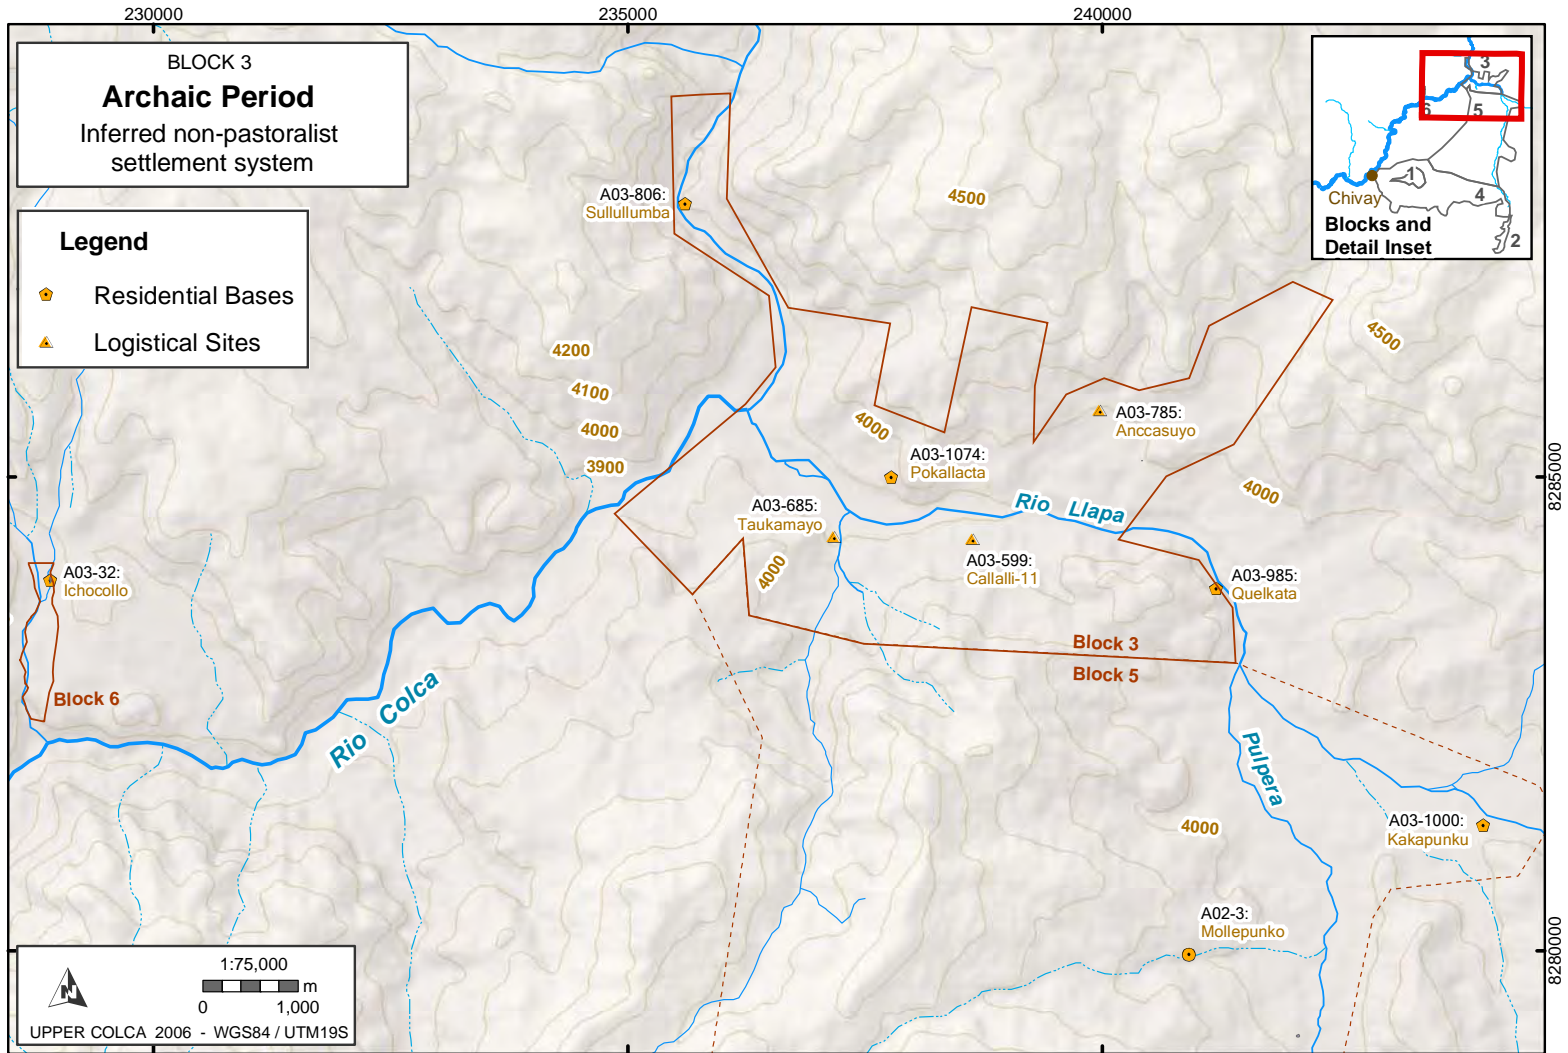 230000
235000
240000
BLOCK 3
Archaic Period
Inferred non-pastoralist
settlement system
Legend
Residential Bases
Logistical Sites
3
6
5
1
4
2
Chivay
Blocks and
Detail Inset
A03-806:
Sullullumba
4500
4500
4200
4100
4000
3900
4000
A03-785:
Anccasuyo
A03-1074:
Pokallacta
4000
8285000
A03-685:
Taukamayo
Rio Llapa
4000
A03-599:
Callalli-11
A03-32:
Ichocollo
A03-985:
Quelkata
Block 3
Block 5
Block 6
Rio Colca
Pulpera
4000
A03-1000:
Kakapunku
A02-3:
Mollepunko
8280000
N
1:75,000
m
0
1,000
UPPER COLCA 2006 - WGS84 / UTM19S